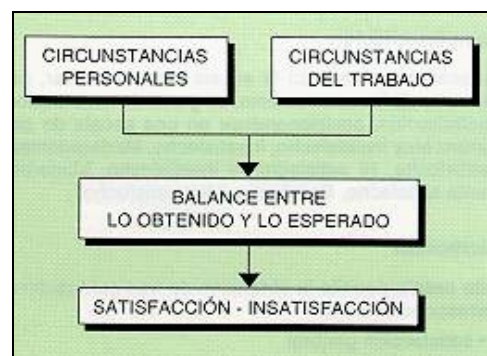 CIRCUNSTANCIAS
PERSONALES
CIRCUNSTANCIAS
DEL TRABAJO
BALANCE ENTRE
LO OBTENIDO Y LO ESPERADO
SATISFACCIÓN - INSATISFACCIÓN